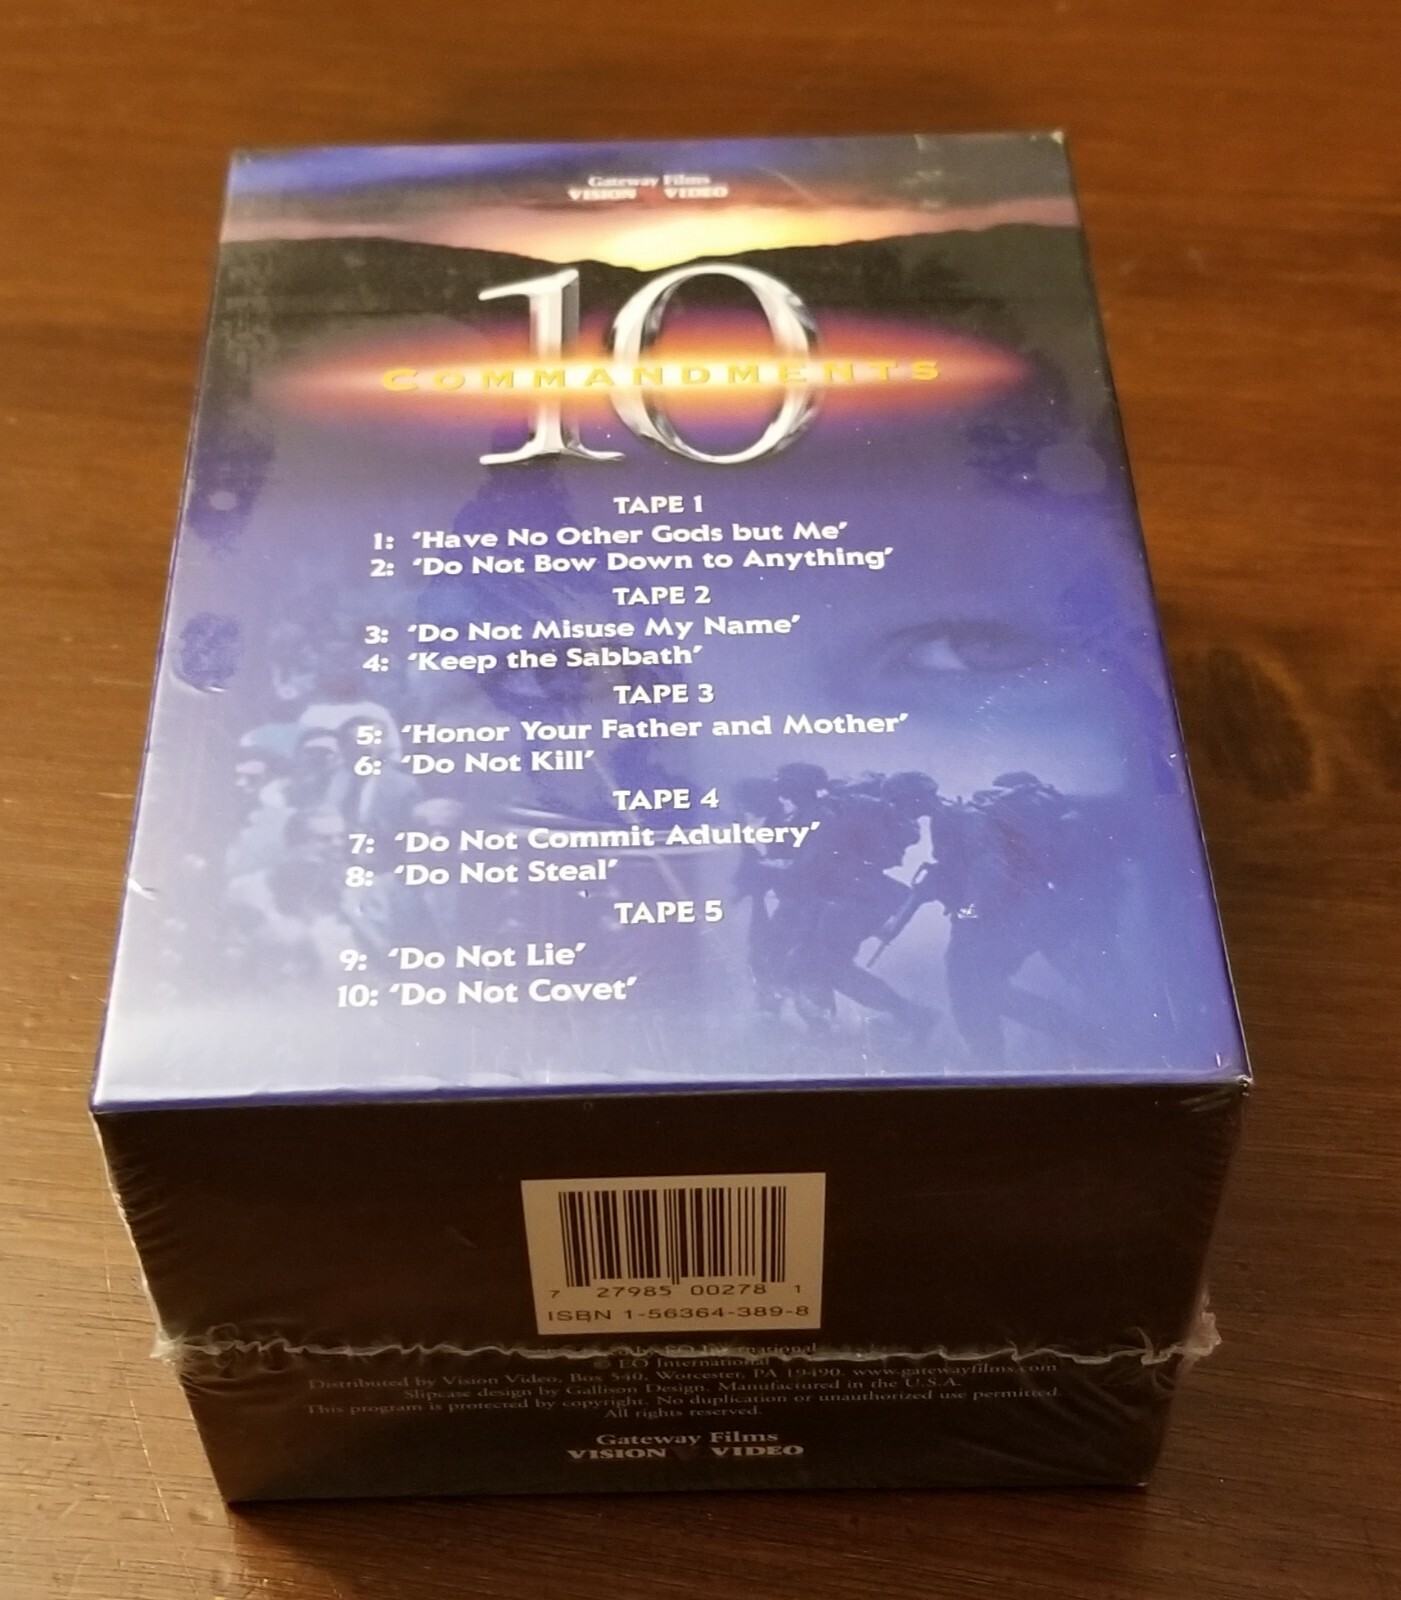 Gateway Films
VISION VIDEO
10
COMMANDMENTS
TAPE 1
1: ‘Have No Other Gods but Me’
2: ‘Do Not Bow Down to Anything’
TAPE 2
3: ‘Do Not Misuse My Name’
4: ‘Keep the Sabbath’
TAPE 3
5: ‘Honor Your Father and Mother’
6: ‘Do Not Kill’
TAPE 4
7: ‘Do Not Commit Adultery’
8: ‘Do Not Steal’
TAPE 5
9: ‘Do Not Lie’
10: ‘Do Not Covet’
7 27985 00278 1
ISBN 1-56364-389-8
by EO International
© EO International
Distributed by Vision Video, Box 540, Worcester, PA 19490. www.gatewayfilms.com
Slipcase design by Gallison Design. Manufactured in the U.S.A.
This program is protected by copyright. No duplication or unauthorized use permitted.
All rights reserved.
Gateway Films
VISION VIDEO